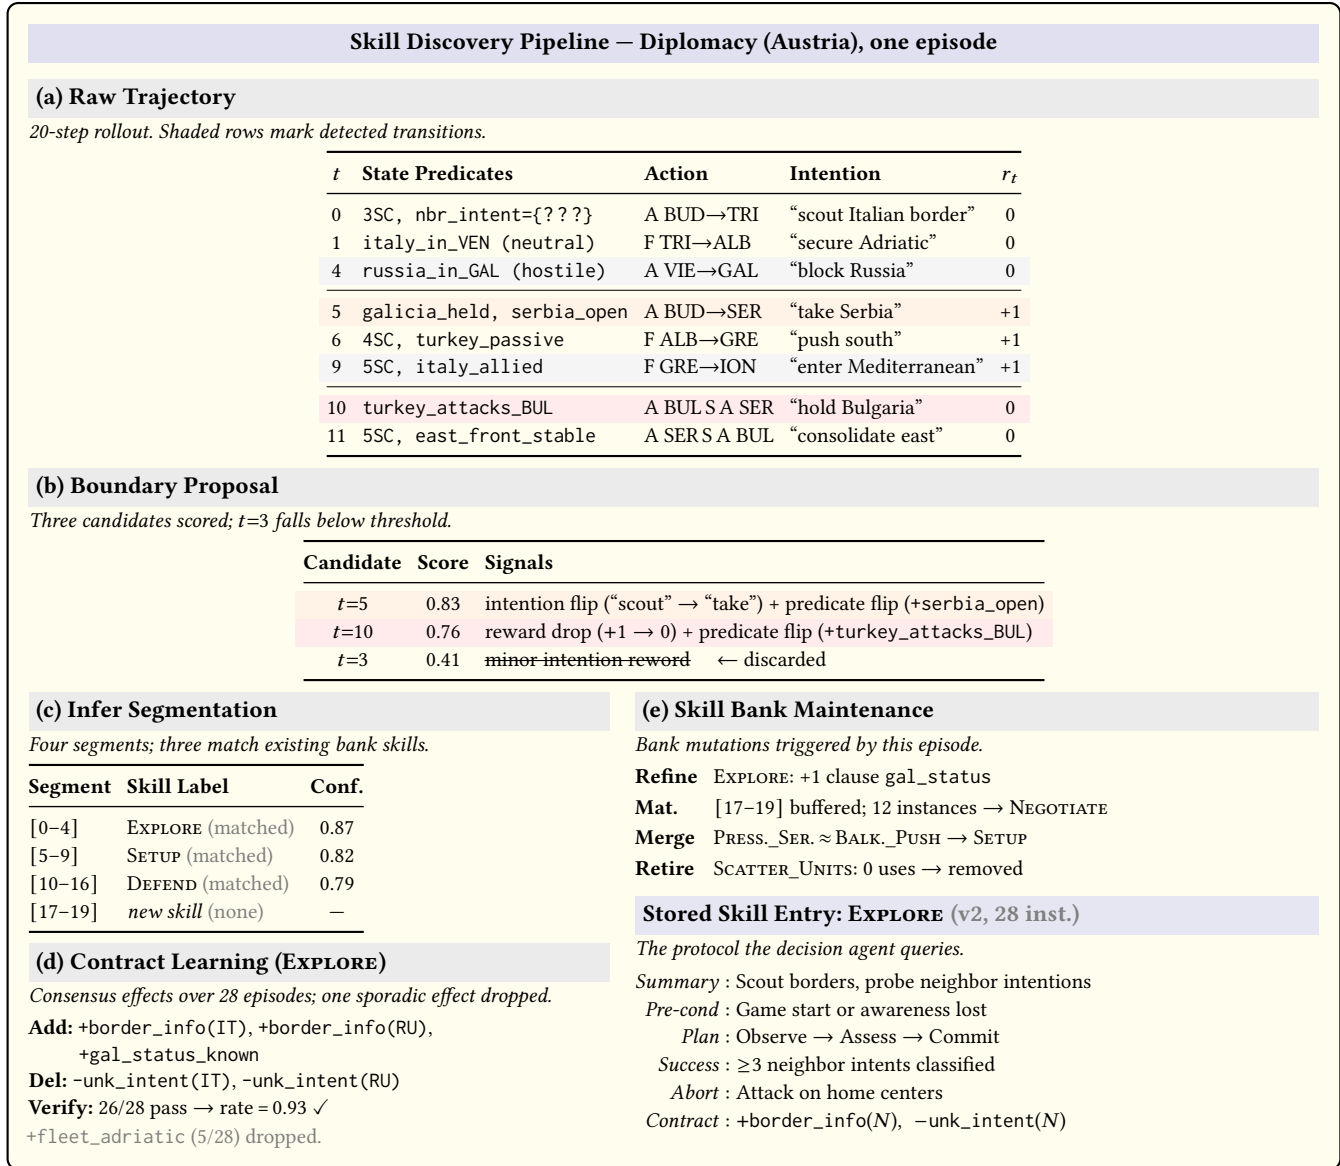 Skill Discovery Pipeline — Diplomacy (Austria), one episode
(a) Raw Trajectory
20-step rollout. Shaded rows mark detected transitions.
t State Predicates Action Intention r_t
0 3SC, nbr_intent={???} A BUD→TRI “scout Italian border” 0
1 italy_in_VEN (neutral) F TRI→ALB “secure Adriatic” 0
4 russia_in_GAL (hostile) A VIE→GAL “block Russia” 0
5 galicia_held, serbia_open A BUD→SER “take Serbia” +1
6 4SC, turkey_passive F ALB→GRE “push south” +1
9 5SC, italy_allied F GRE→ION “enter Mediterranean” +1
10 turkey_attacks_BUL A BUL S A SER “hold Bulgaria” 0
11 5SC, east_front_stable A SER S A BUL “consolidate east” 0
(b) Boundary Proposal
Three candidates scored; t=3 falls below threshold.
Candidate Score Signals
t=5 0.83 intention flip (“scout” → “take”) + predicate flip (+serbia_open)
t=10 0.76 reward drop (+1 → 0) + predicate flip (+turkey_attacks_BUL)
t=3 0.41 minor intention reword ← discarded
(c) Infer Segmentation
Four segments; three match existing bank skills.
Segment Skill Label Conf.
[0–4] EXPLORE (matched) 0.87
[5–9] SETUP (matched) 0.82
[10–16] DEFEND (matched) 0.79
[17–19] new skill (none) —
(d) Contract Learning (EXPLORE)
Consensus effects over 28 episodes; one sporadic effect dropped.
Add: +border_info(IT), +border_info(RU),
+gal_status_known
Del: -unk_intent(IT), -unk_intent(RU)
Verify: 26/28 pass → rate = 0.93 ✓
+fleet_adriatic (5/28) dropped.
(e) Skill Bank Maintenance
Bank mutations triggered by this episode.
Refine EXPLORE: +1 clause gal_status
Mat. [17–19] buffered; 12 instances → NEGOTIATE
Merge PRESS._SER. ≈ BALK._PUSH → SETUP
Retire SCATTER_UNITS: 0 uses → removed
Stored Skill Entry: EXPLORE (v2, 28 inst.)
The protocol the decision agent queries.
Summary : Scout borders, probe neighbor intentions
Pre-cond : Game start or awareness lost
Plan : Observe → Assess → Commit
Success : ≥3 neighbor intents classified
Abort : Attack on home centers
Contract : +border_info(N), −unk_intent(N)